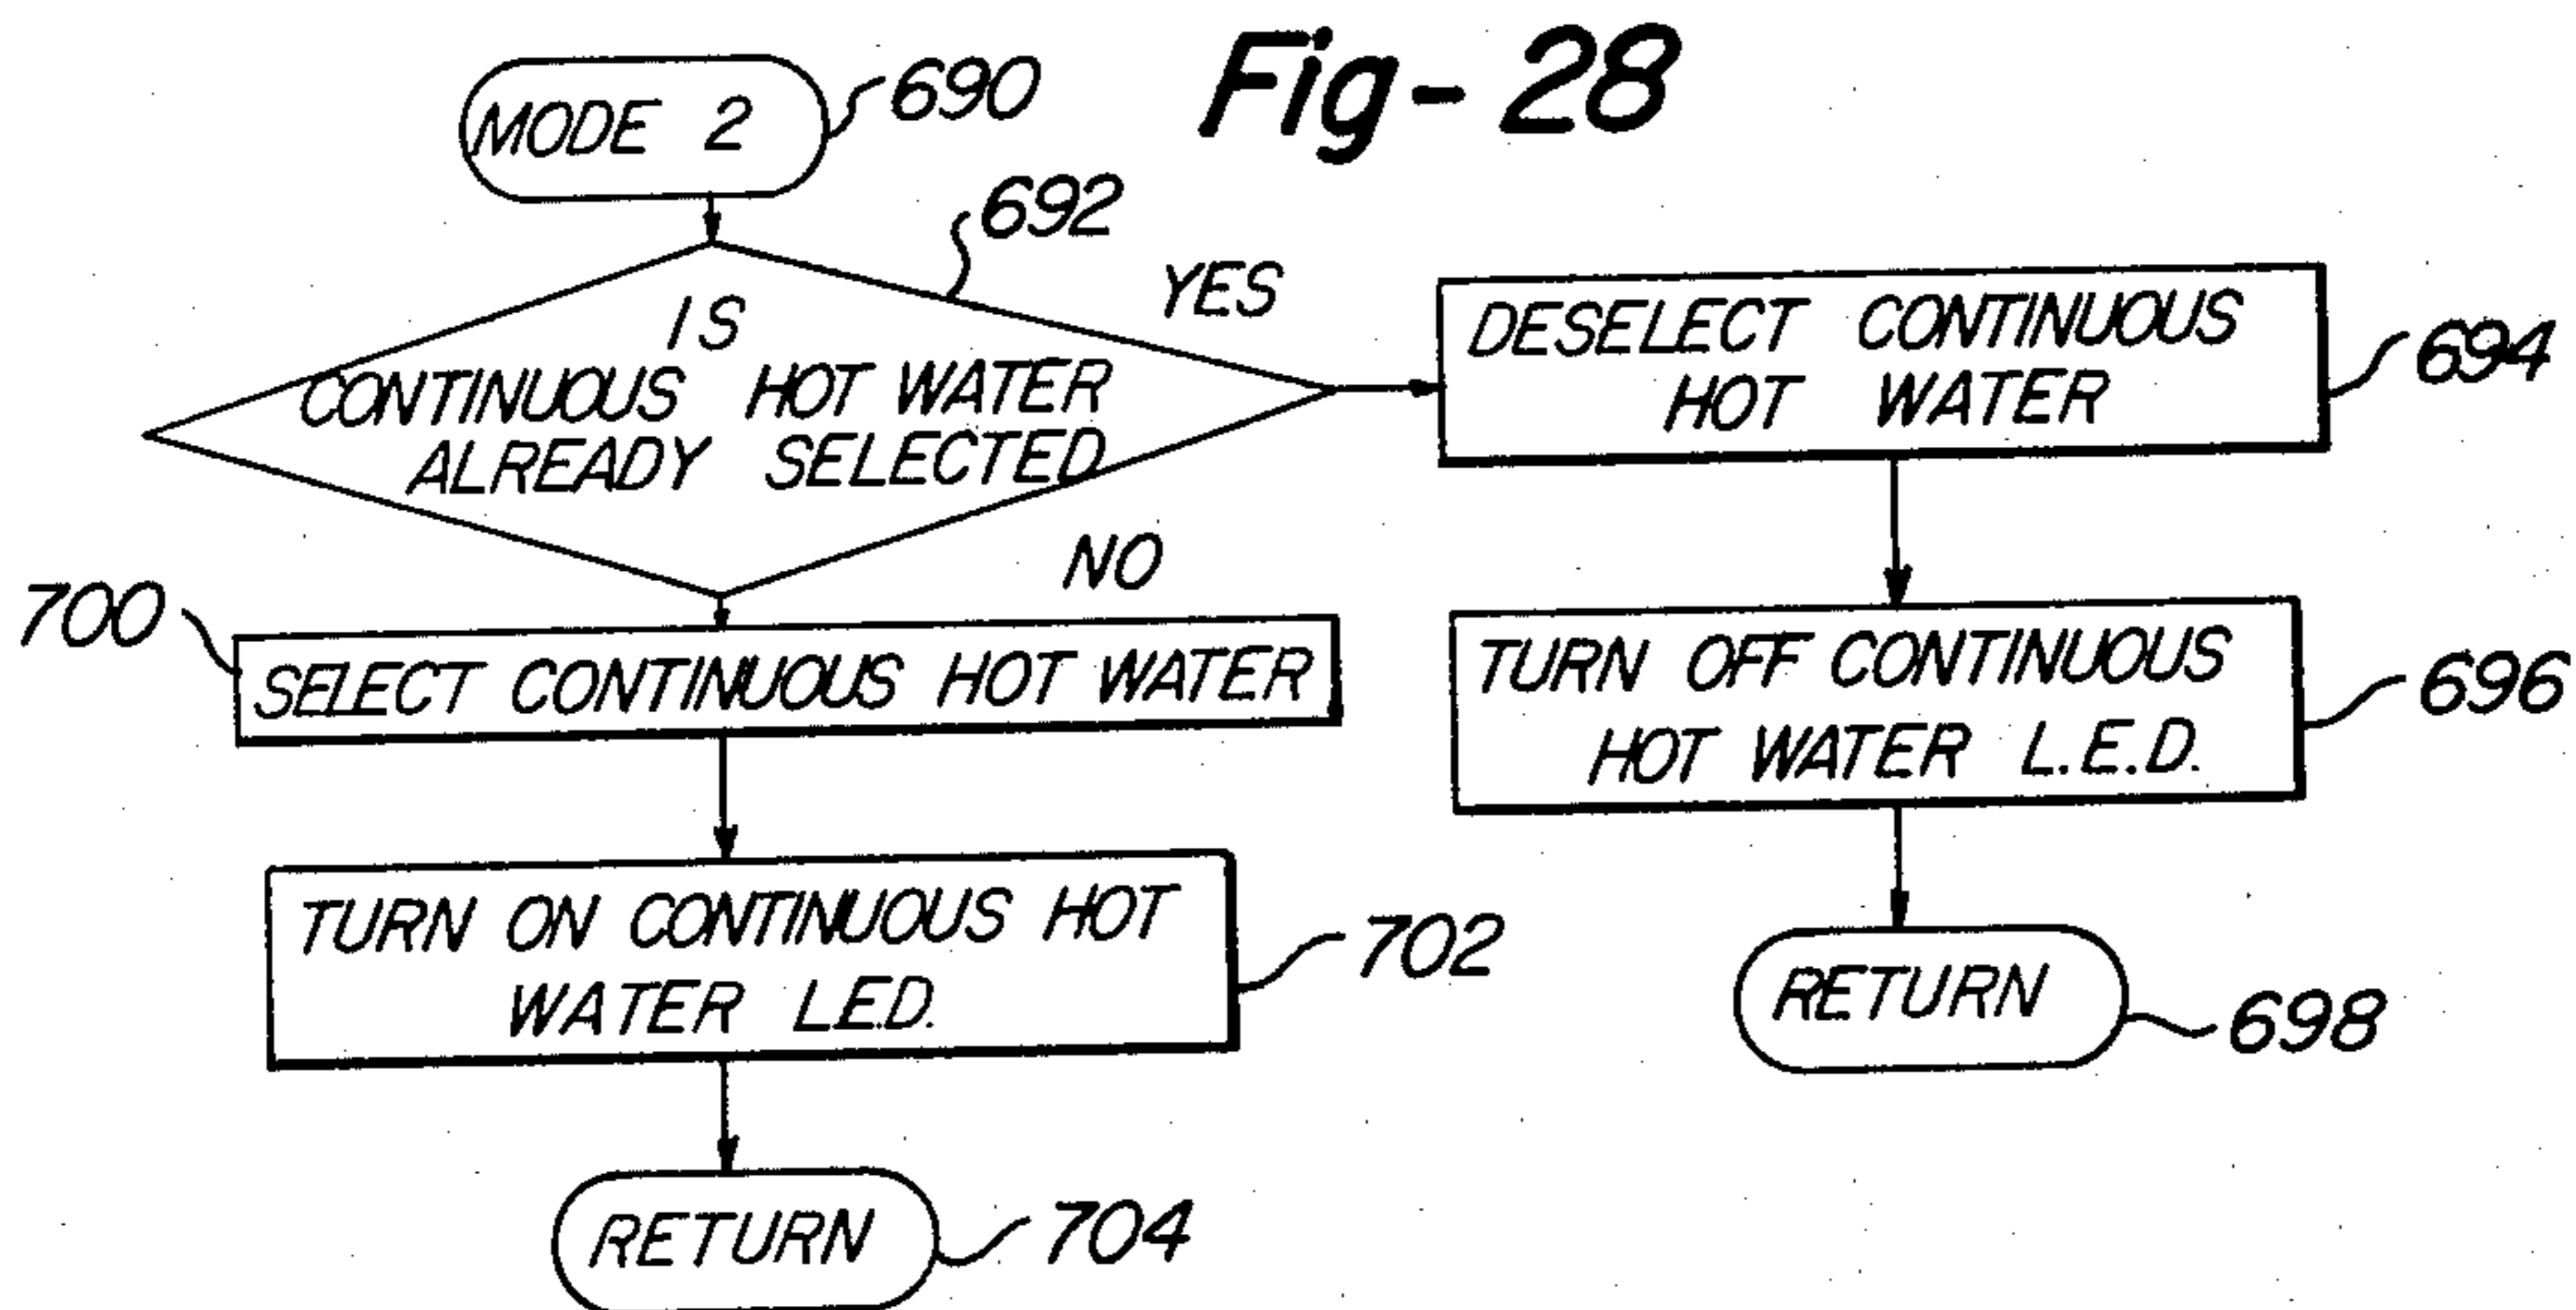 Fig-28
MODE 2
690
692
IS
CONTINUOUS HOT WATER
ALREADY SELECTED
YES
NO
DESELECT CONTINUOUS
HOT WATER
694
TURN OFF CONTINUOUS
HOT WATER L.E.D.
696
RETURN
698
700
SELECT CONTINUOUS HOT WATER
TURN ON CONTINUOUS HOT
WATER L.E.D.
702
RETURN
704